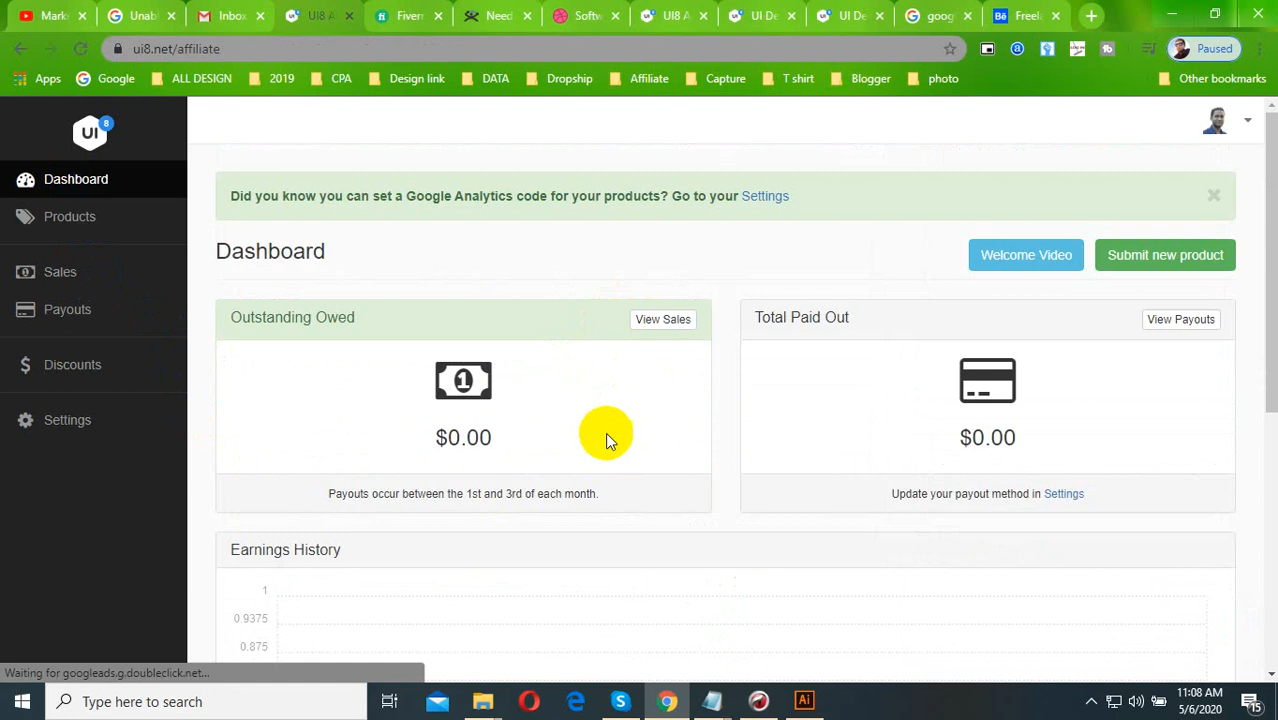 Marke
Unab
Inbox
UI8 A
Fiverr
Need
Softw
UI8 A
UI De
UI De
goog
Bē Freela
ui8.net/affiliate
Paused
Apps Google ALL DESIGN 2019 CPA Design link DATA Dropship Affiliate Capture T shirt Blogger photo Other bookmarks
UI 8
Dashboard
Products
Sales
Payouts
Discounts
Settings
Did you know you can set a Google Analytics code for your products? Go to your Settings
Dashboard
Welcome Video
Submit new product
Outstanding Owed
View Sales
1
$0.00
Payouts occur between the 1st and 3rd of each month.
Total Paid Out
View Payouts
$0.00
Update your payout method in Settings
Earnings History
1
0.9375
0.875
Waiting for googleads.g.doubleclick.net...
Type here to search
Ai
11:08 AM
5/6/2020
15